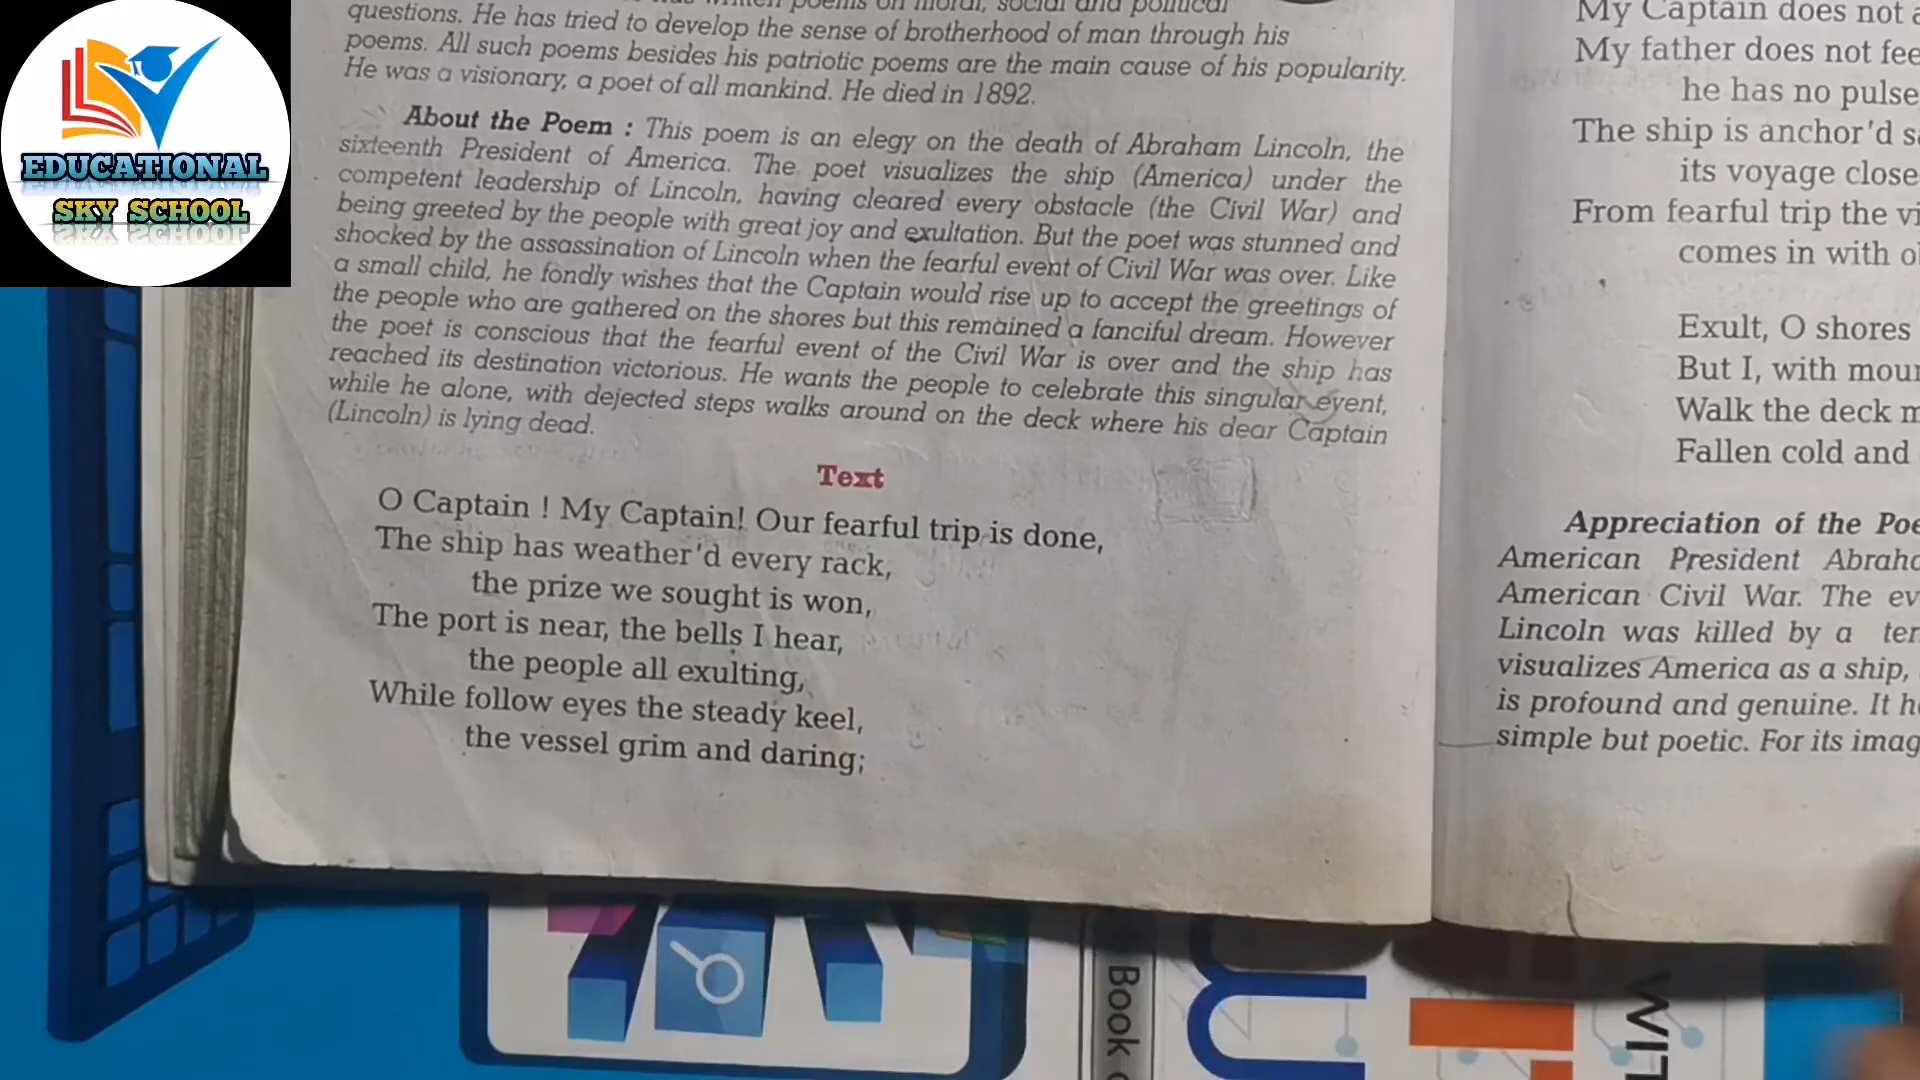 EDUCATIONAL
SKY SCHOOL
written poems on moral, social and political
questions. He has tried to develop the sense of brotherhood of man through his
poems. All such poems besides his patriotic poems are the main cause of his popularity.
He was a visionary, a poet of all mankind. He died in 1892.
About the Poem : This poem is an elegy on the death of Abraham Lincoln, the
sixteenth President of America. The poet visualizes the ship (America) under the
competent leadership of Lincoln, having cleared every obstacle (the Civil War) and
being greeted by the people with great joy and exultation. But the poet was stunned and
shocked by the assassination of Lincoln when the fearful event of Civil War was over. Like
a small child, he fondly wishes that the Captain would rise up to accept the greetings of
the people who are gathered on the shores but this remained a fanciful dream. However
the poet is conscious that the fearful event of the Civil War is over and the ship has
reached its destination victorious. He wants the people to celebrate this singular event,
while he alone, with dejected steps walks around on the deck where his dear Captain
(Lincoln) is lying dead.
Text
O Captain ! My Captain! Our fearful trip is done,
The ship has weather'd every rack,
the prize we sought is won,
The port is near, the bells I hear,
the people all exulting,
While follow eyes the steady keel,
the vessel grim and daring;
My Captain does not
My father does not
he has no pulse
The ship is anchor'd
its voyage
From fearful trip the
comes in with
Exult, O shores
But I, with
Walk the deck
Fallen cold and
Appreciation of the
American President
American Civil War. The
Lincoln was killed by a
visualizes America as a ship,
is profound and genuine. It
simple but poetic. For its
Book